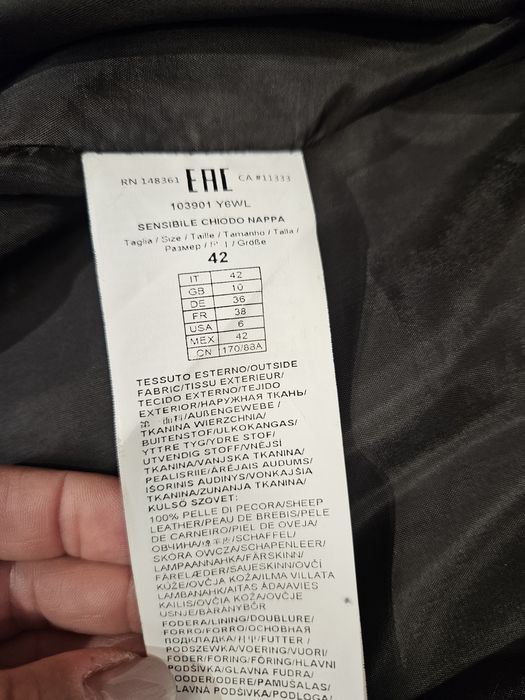 RN 148361 EAC CA #11333
103901 Y6WL
SENSIBILE CHIODO NAPPA
Taglia / Size / Taille / Tamanho / Talla /
Размер / / Größe
42
IT 42
GB 10
DE 36
FR 38
USA 6
MEX 42
CN 170/88A
TESSUTO ESTERNO/OUTSIDE
FABRIC/TISSU EXTERIEUR/
TECIDO EXTERNO/TEJIDO
EXTERIOR/НАРУЖНАЯ ТКАНЬ/
/AUßENGEWEBE/
TKANINA WIERZCHNIA/
BUITENSTOF/ULKOKANGAS/
YTTRE TYG/YDRE STOF/
UTVENDIG STOFF/VNĚJSÍ
TKANINA/VANJSKA TKANINA/
PEALISRIIE/ĀRĒJAIS AUDUMS/
IŠORINIS AUDINYS/VONKAJŠIA
TKANINA/ZUNANJA TKANINA/
KULSŐ SZÖVET:
100% PELLE DI PECORA/SHEEP
LEATHER/PEAU DE BREBIS/PELE
DE CARNEIRO/PIEL DE OVEJA/
ОВЧИНА/ /SCHAFFELL/
SKÓRA OWCZA/SCHAPENLEER/
LAMPAANNAHKA/FÅRSKINN/
FÅRELÆDER/SAUESKINN/OVČÍ
KŮŽE/OVČJA KOŽA/ILMA VILLATA
LAMBANAHK/AITAS ĀDA/AVIES
KAILIS/OVČIA KOŽA/OVČJE
USNJE/BÁRÁNYBŐR
FODERA/LINING/DOUBLURE/
FORRO/FORRO/ОСНОВНАЯ
ПОДКЛАДКА/ /FUTTER/
PODSZEWKA/VOERING/VUORI/
FODER/FORING/FÔRING/HLAVNÍ
PODŠÍVKA/GLAVNA FUDRA/
VOODER/ODERE/PAMUŠALAS/
HLAVNÁ PODŠÍVKA/PODLOGA/